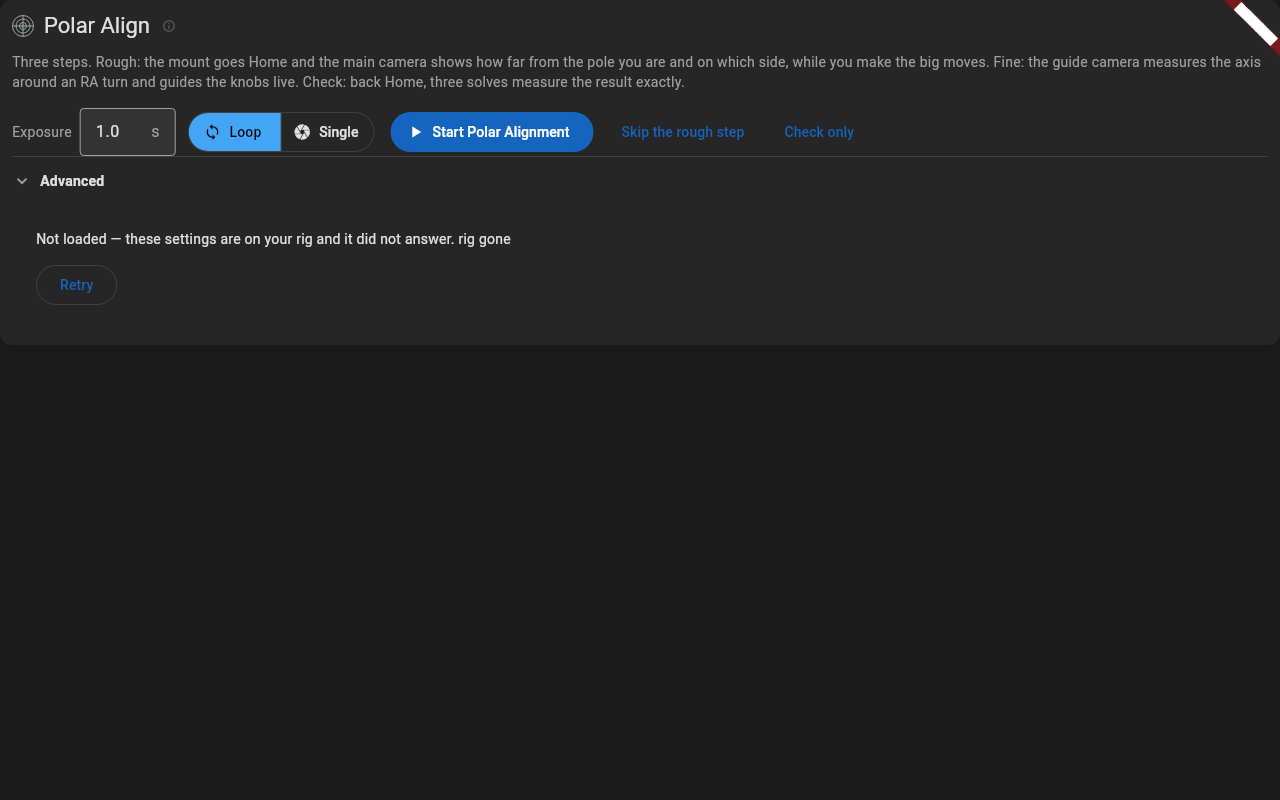 Polar Align
Three steps. Rough: the mount goes Home and the main camera shows how far from the pole you are and on which side, while you make the big moves. Fine: the guide camera measures the axis
around an RA turn and guides the knobs live. Check: back Home, three solves measure the result exactly.
Exposure 1.0 s Loop Single Start Polar Alignment Skip the rough step Check only
Advanced
Not loaded — these settings are on your rig and it did not answer. rig gone
Retry